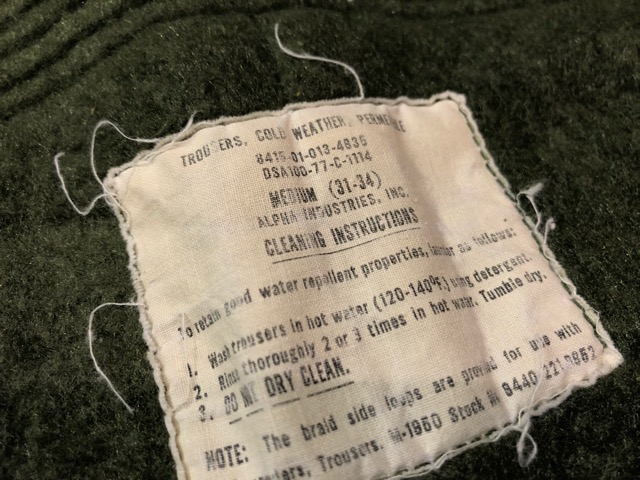 TROUSERS, COLD WEATHER, PERMEABLE
8415-01-013-4835
DSA100-77-C-1114
MEDIUM (31-34)
ALPHA INDUSTRIES, INC.
CLEANING INSTRUCTIONS
To retain good water repellent properties, launder as follows:
1. Wash trousers in hot water (120-140°F.) using detergent.
2. Rinse thoroughly 2 or 3 times in hot water. Tumble dry.
3. DO NOT DRY CLEAN.
NOTE: The braid side loops are provided for use with
Trousers. M-1950 Stock 8440